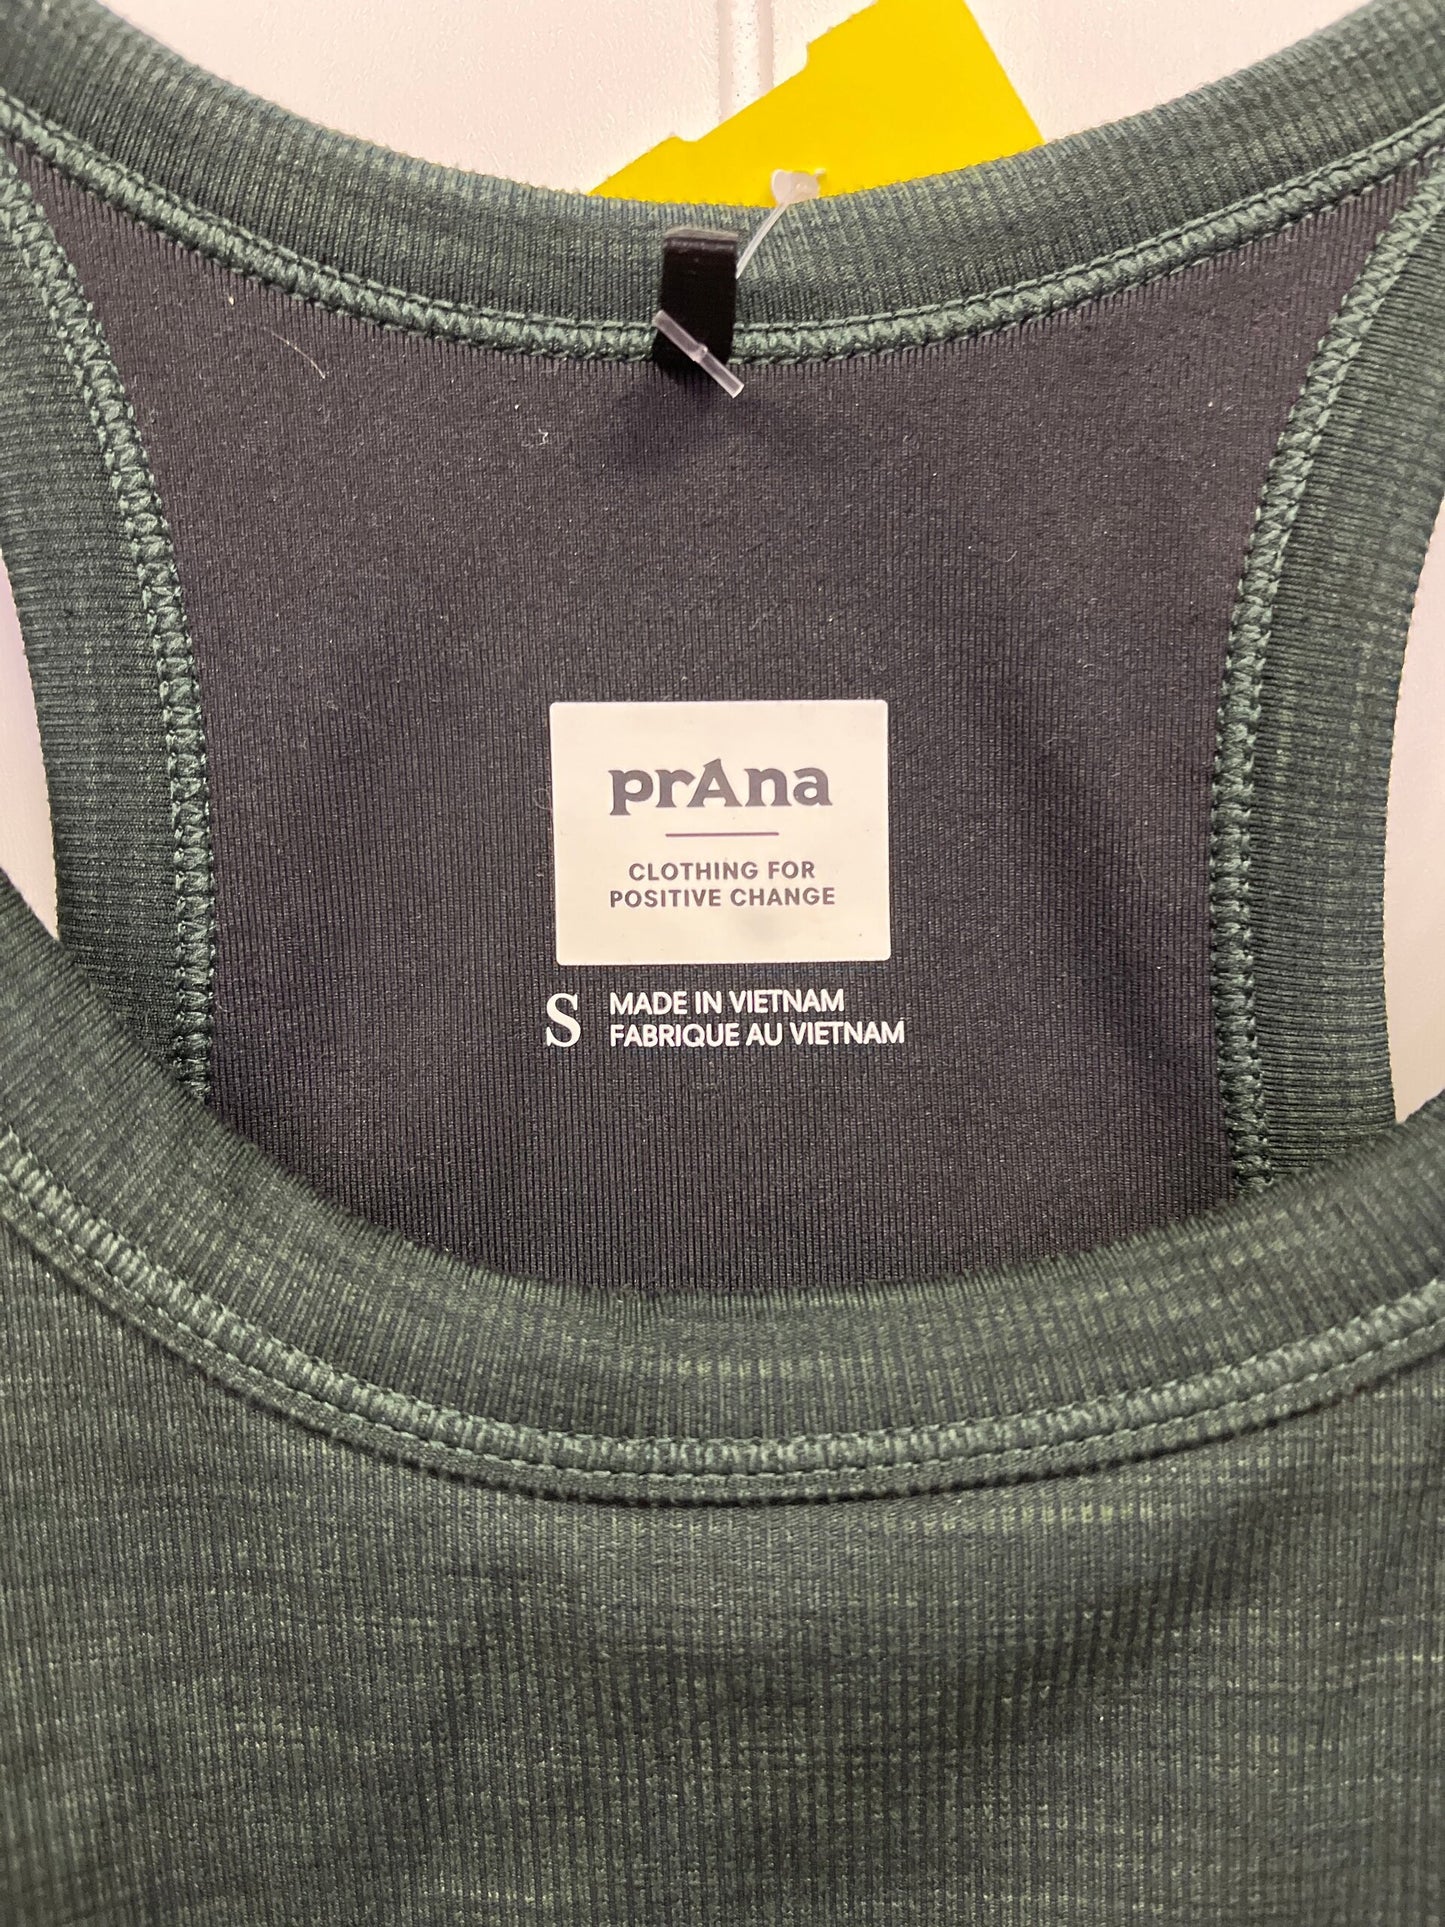 prAna
CLOTHING FOR
POSITIVE CHANGE
S MADE IN VIETNAM
FABRIQUE AU VIETNAM